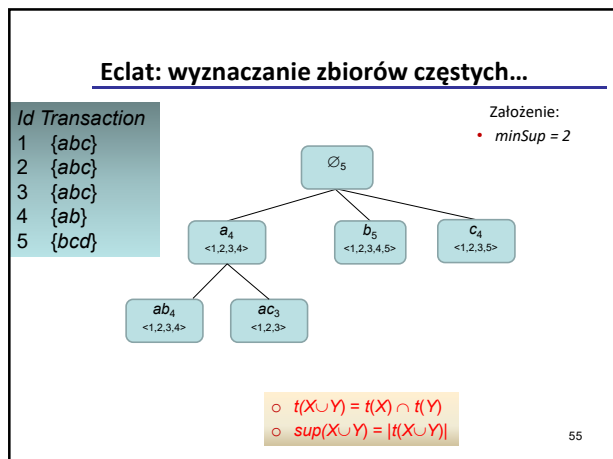 Eclat: wyznaczanie zbiorów częstych…
Id Transaction
1 {abc}
2 {abc}
3 {abc}
4 {ab}
5 {bcd}
Założenie:
• minSup = 2
∅₅
a₄
<1,2,3,4>
b₅
<1,2,3,4,5>
c₄
<1,2,3,5>
ab₄
<1,2,3,4>
ac₃
<1,2,3>
o t(X∪Y) = t(X) ∩ t(Y)
o sup(X∪Y) = |t(X∪Y)|
55